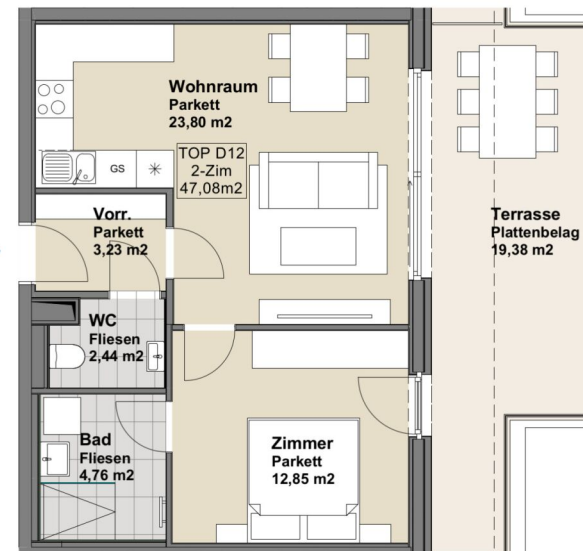 Wohnraum
Parkett
23,80 m2
TOP D12
2-Zim
47,08m2
GS
Vorr.
Parkett
3,23 m2
Terrasse
Plattenbelag
19,38 m2
WC
Fliesen
2,44 m2
Bad
Fliesen
4,76 m2
Zimmer
Parkett
12,85 m2